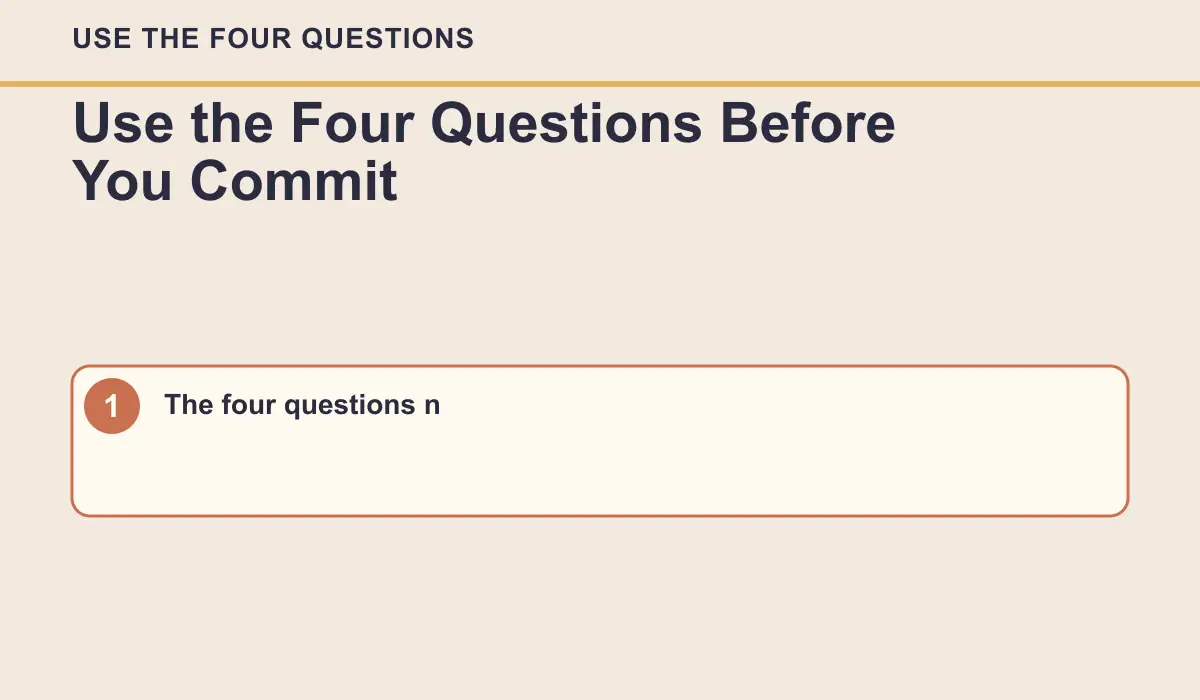 USE THE FOUR QUESTIONS
Use the Four Questions Before
You Commit
1
The four questions n